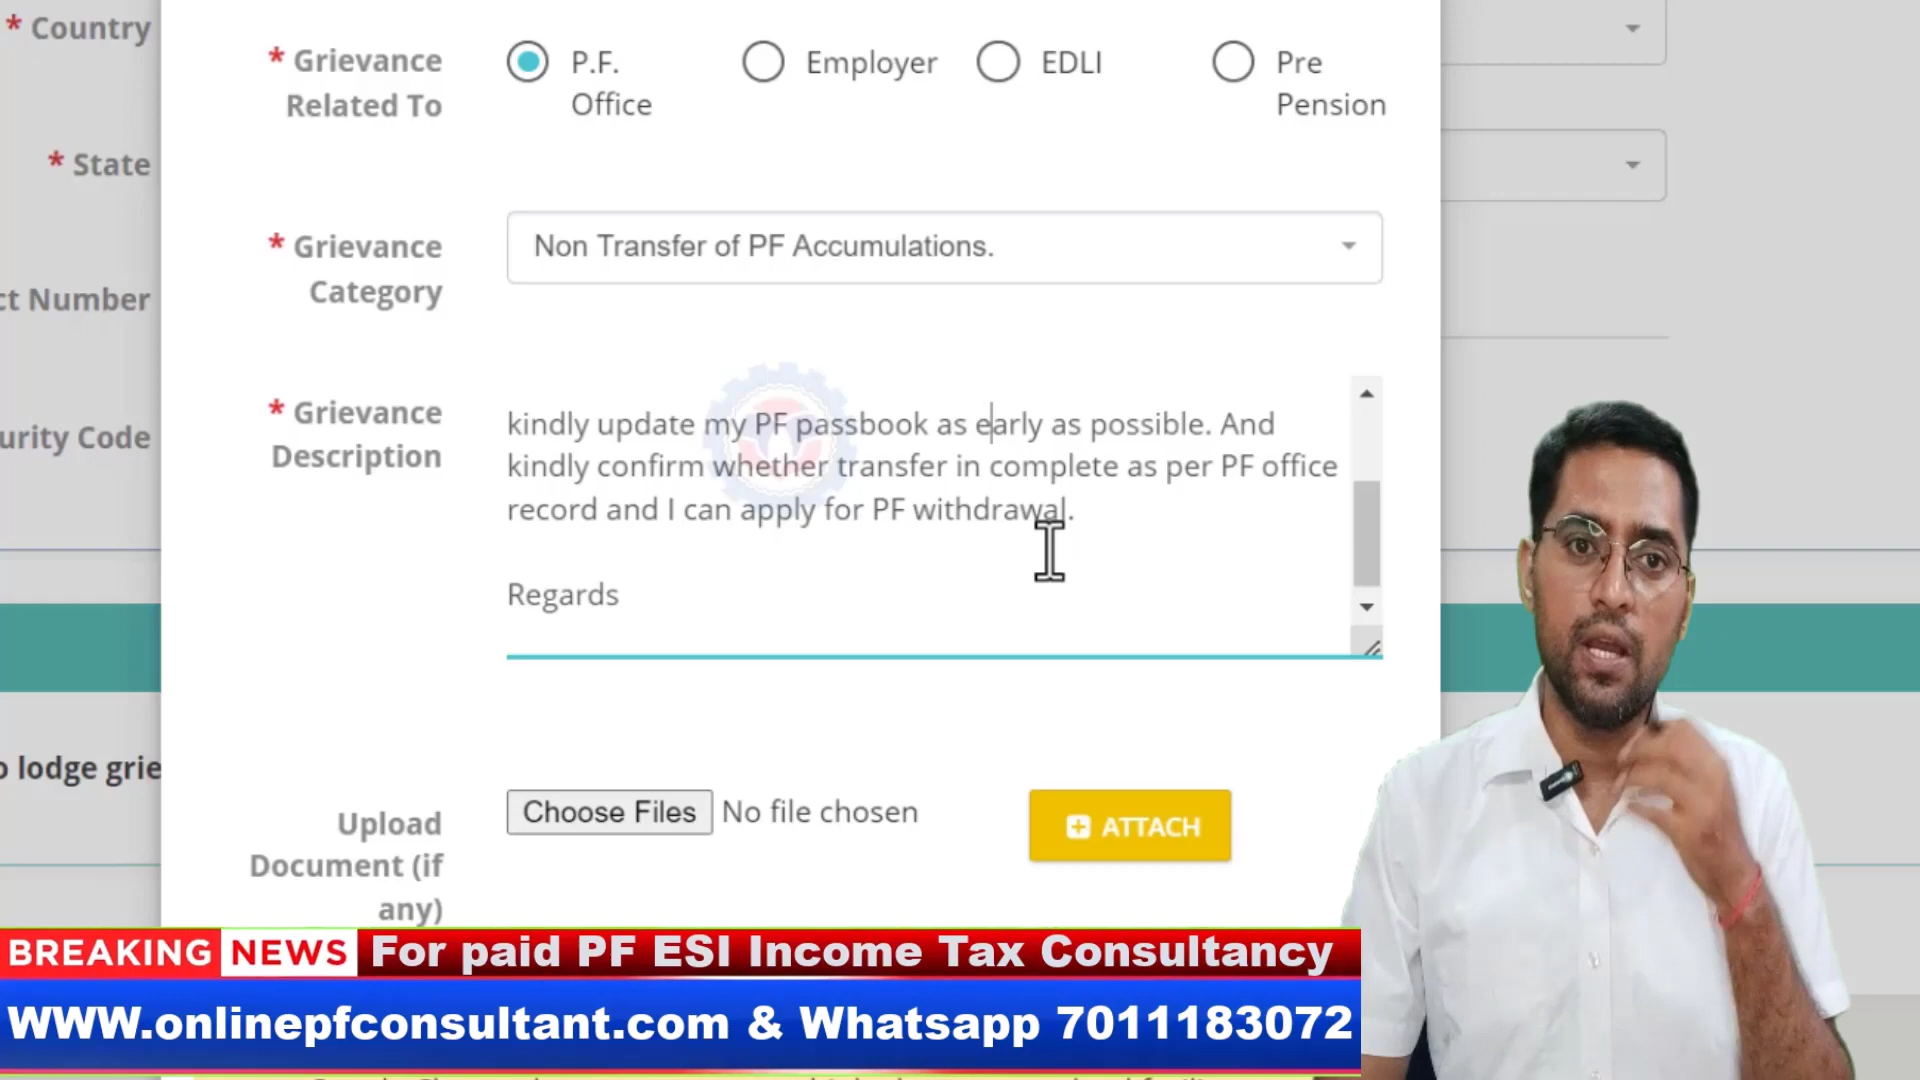 * Country
* Grievance
Related To
P.F.
Office
Employer
EDLI
Pre
Pension
* State
* Grievance
Category
Non Transfer of PF Accumulations.
ct Number
* Grievance
Description
kindly update my PF passbook as early as possible. And
kindly confirm whether transfer in complete as per PF office
record and I can apply for PF withdrawal.
Regards
urity Code
o lodge grie
Upload
Document (if
any)
Choose Files
No file chosen
ATTACH
BREAKING NEWS For paid PF ESI Income Tax Consultancy
WWW.onlinepfconsultant.com & Whatsapp 7011183072